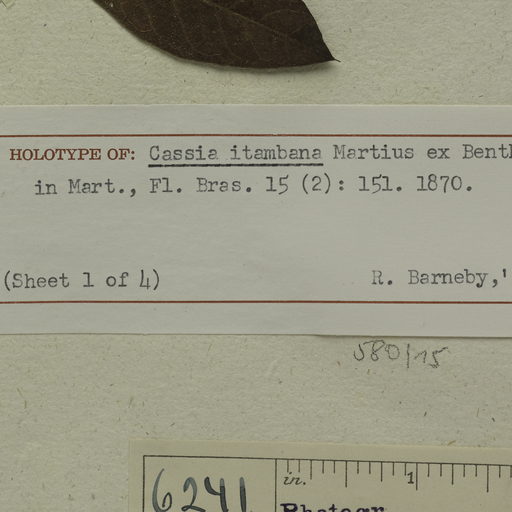 HOLOTYPE OF: Cassia itambana Martius ex Benth
in Mart., Fl. Bras. 15 (2): 151. 1870.
(Sheet 1 of 4)
R. Barneby,'
580/15
6241
in. 1
Photogr